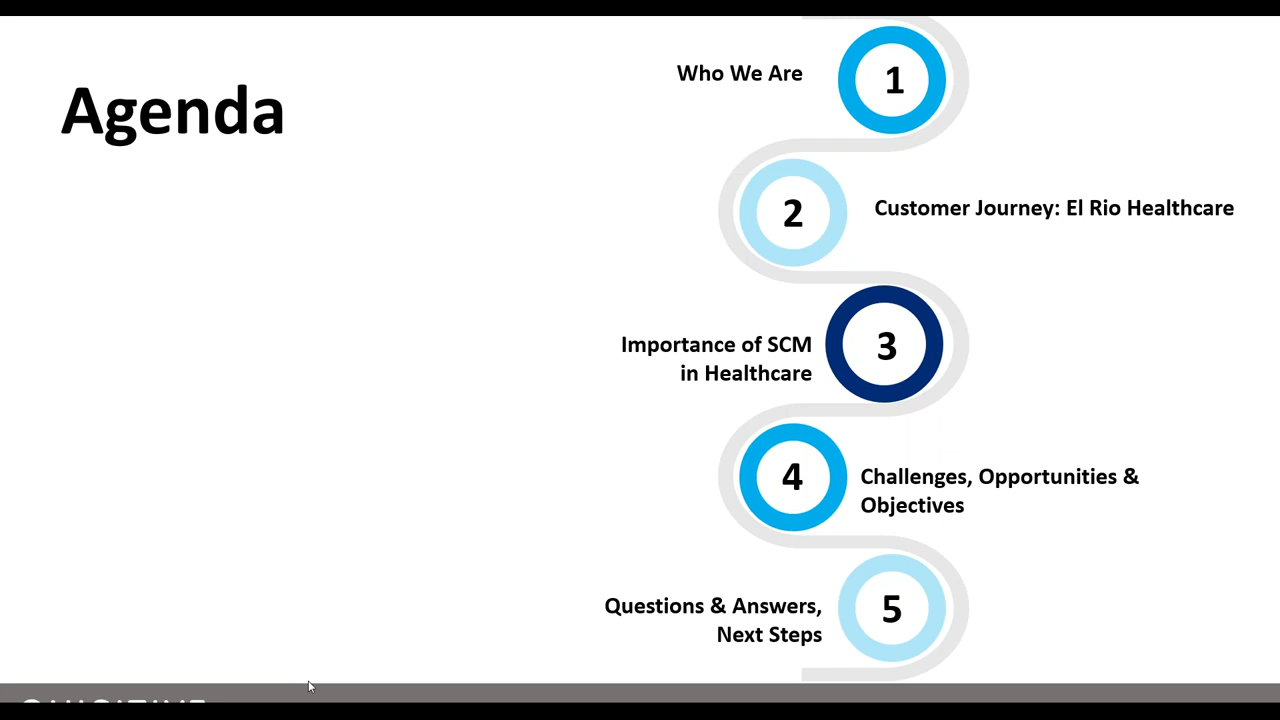 Agenda
Who We Are
1
2
Customer Journey: El Rio Healthcare
Importance of SCM
in Healthcare
3
4
Challenges, Opportunities &
Objectives
Questions & Answers,
Next Steps
5